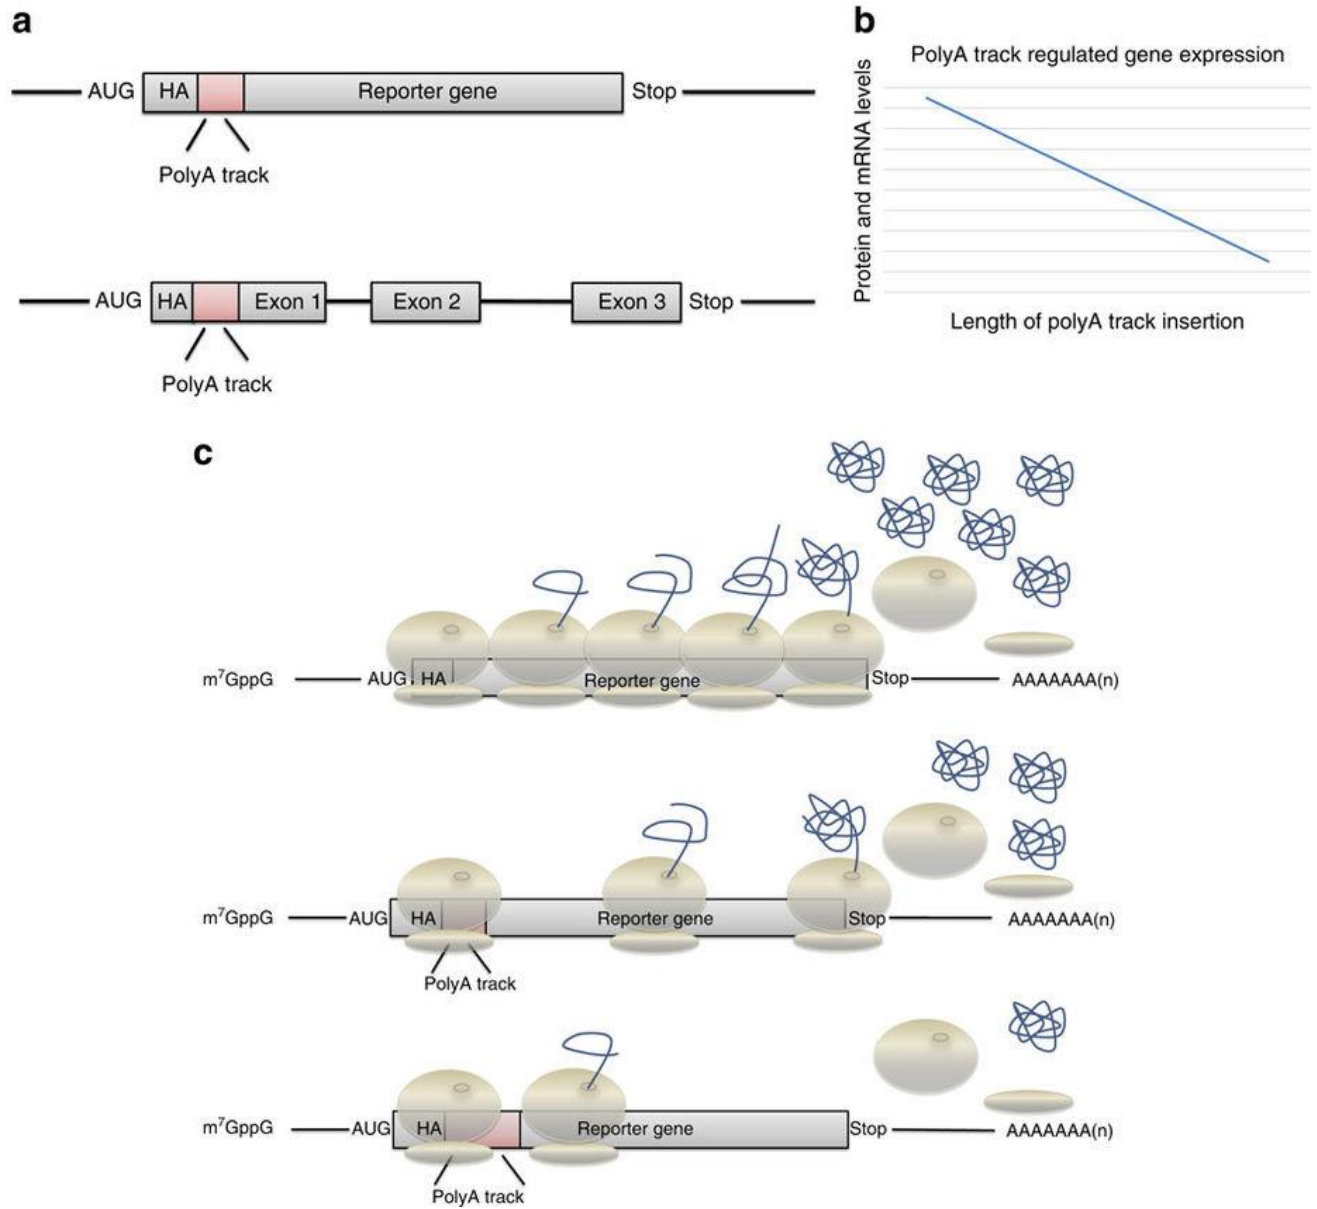 a
AUG HA Reporter gene Stop
PolyA track
AUG HA Exon 1 Exon 2 Exon 3 Stop
PolyA track
b
PolyA track regulated gene expression
Protein and mRNA levels
Length of polyA track insertion
c
m⁷GppG AUG HA Reporter gene Stop AAAAAAA(n)
m⁷GppG AUG HA Reporter gene Stop AAAAAAA(n)
PolyA track
m⁷GppG AUG HA Reporter gene Stop AAAAAAA(n)
PolyA track